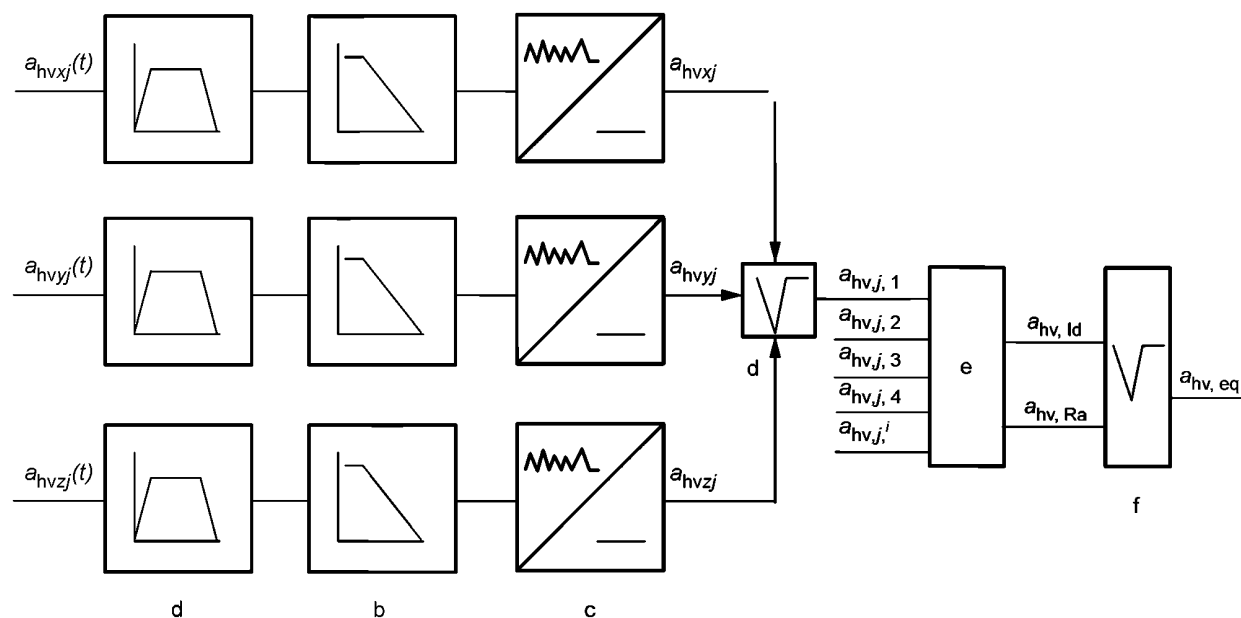 a_hvxj(t)
a_hvxj
a_hvyj(t)
a_hvyj
a_hv,j, 1
a_hv,j, 2
a_hv,j, 3
a_hv,j, 4
a_hv,j,i
d
e
a_hv, Id
a_hv, Ra
a_hv, eq
f
a_hvzj(t)
a_hvzj
d
b
c